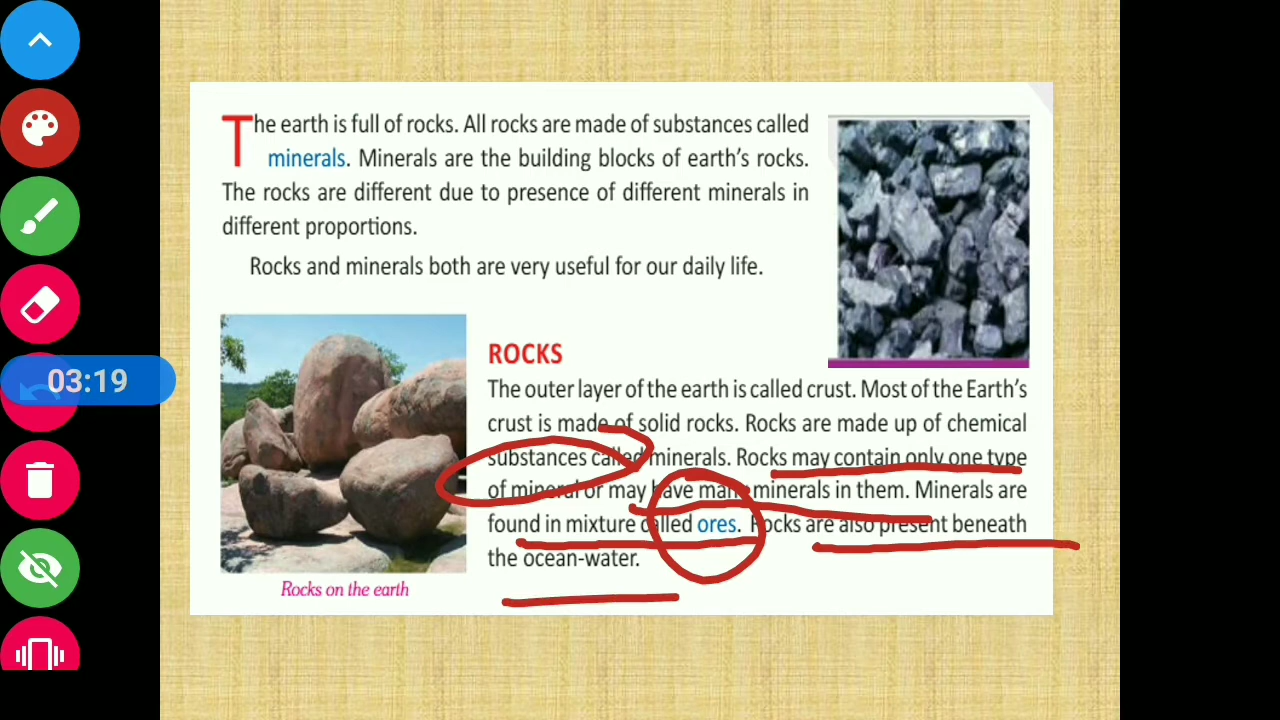 The earth is full of rocks. All rocks are made of substances called
minerals. Minerals are the building blocks of earth's rocks.
The rocks are different due to presence of different minerals in
different proportions.
Rocks and minerals both are very useful for our daily life.
ROCKS
The outer layer of the earth is called crust. Most of the Earth's
crust is made of solid rocks. Rocks are made up of chemical
substances called minerals. Rocks may contain only one type
of mineral or may have many minerals in them. Minerals are
found in mixture called ores. Rocks are also present beneath
the ocean-water.
Rocks on the earth
03:19